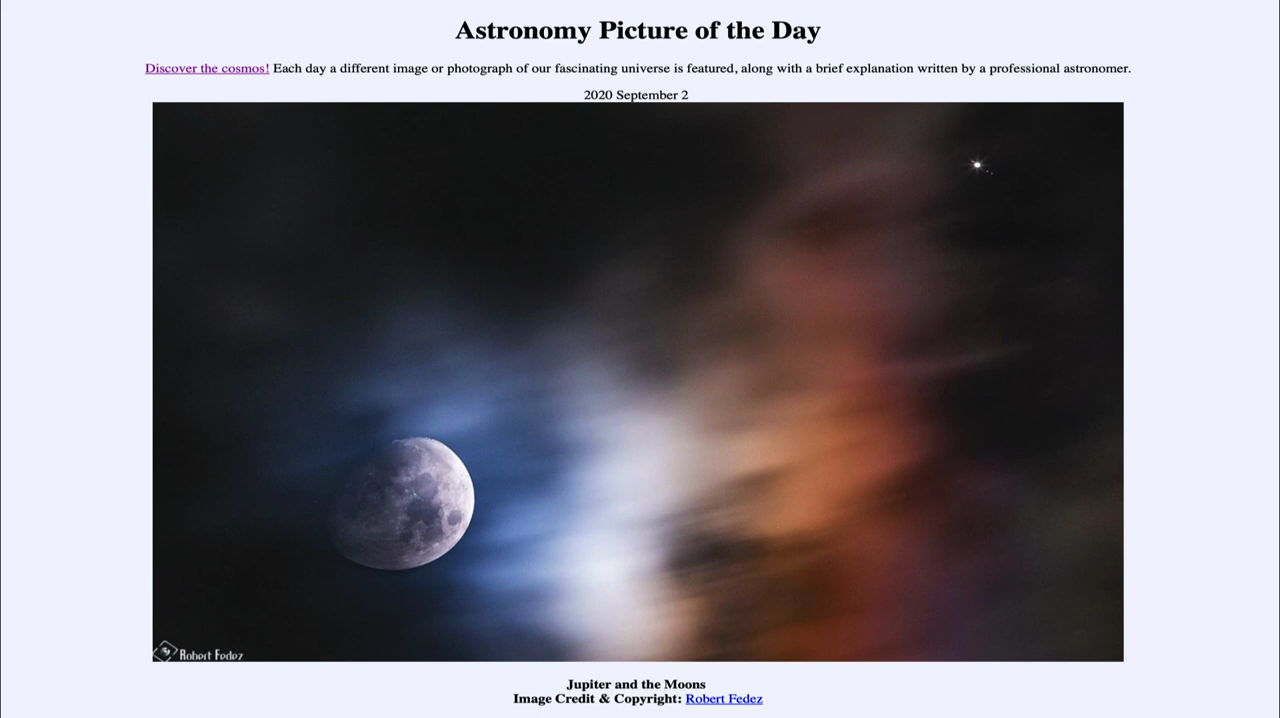 Astronomy Picture of the Day
Discover the cosmos! Each day a different image or photograph of our fascinating universe is featured, along with a brief explanation written by a professional astronomer.
2020 September 2
Robert Fedez
Jupiter and the Moons
Image Credit & Copyright: Robert Fedez